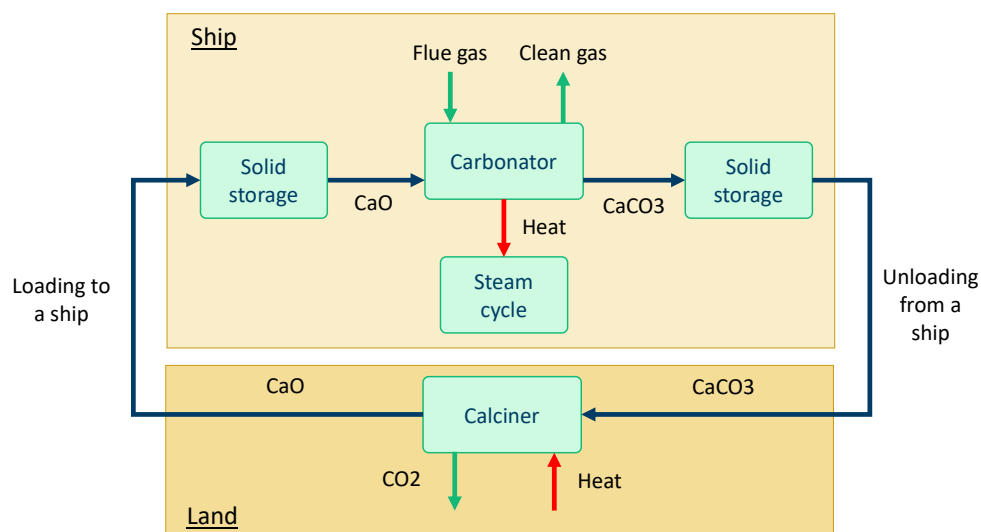 Ship
Flue gas
Clean gas
Solid
storage
CaO
Carbonator
CaCO3
Solid
storage
Heat
Steam
cycle
Loading to
a ship
Unloading
from a
ship
CaO
Calciner
CaCO3
CO2
Heat
Land